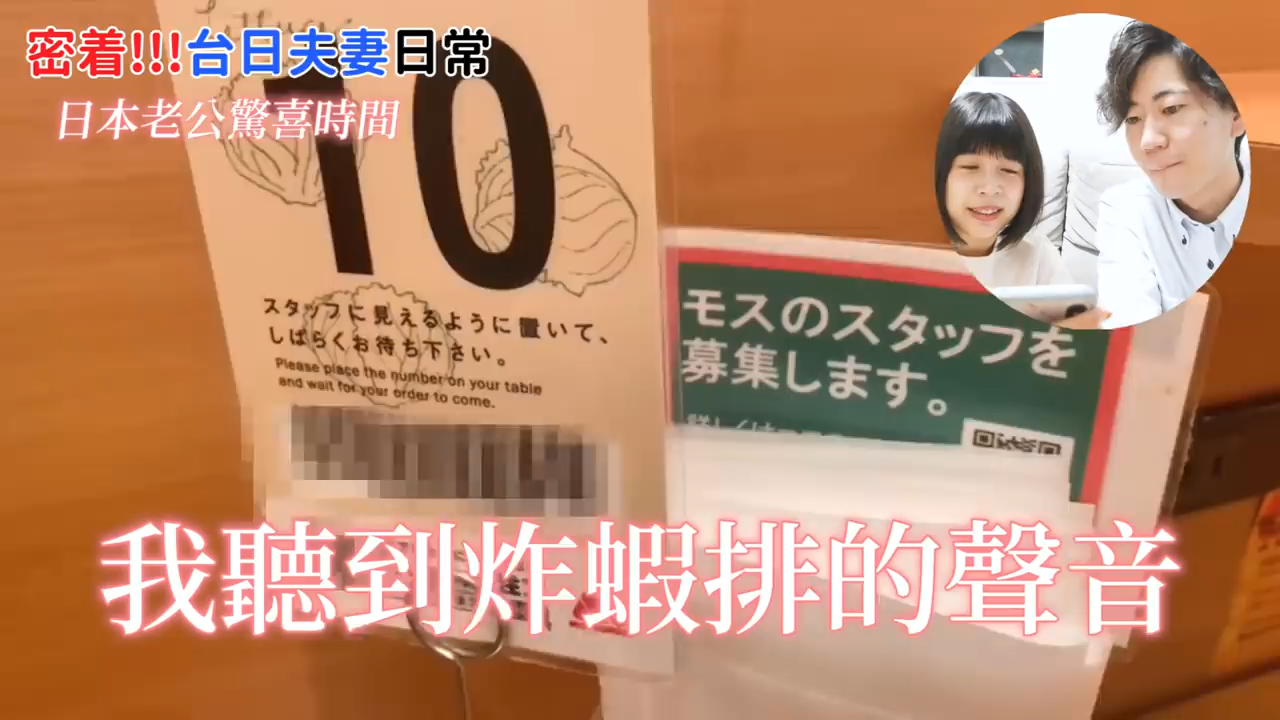 密着!!!台日夫妻日常
日本老公驚喜時間
10
スタッフに見えるように置いて、
しばらくお待ち下さい。
Please place the number on your table
and wait for your order to come.
モスのスタッフを
募集します。
我聽到炸蝦排的聲音